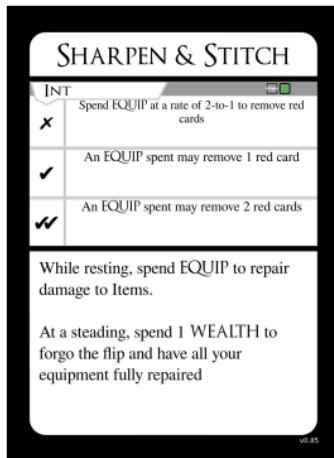 SHARPEN & STITCH
INT
✗ Spend EQUIP at a rate of 2-to-1 to remove red
cards
✔ An EQUIP spent may remove 1 red card
✔✔ An EQUIP spent may remove 2 red cards
While resting, spend EQUIP to repair
damage to Items.
At a steading, spend 1 WEALTH to
forgo the flip and have all your
equipment fully repaired
v0.85